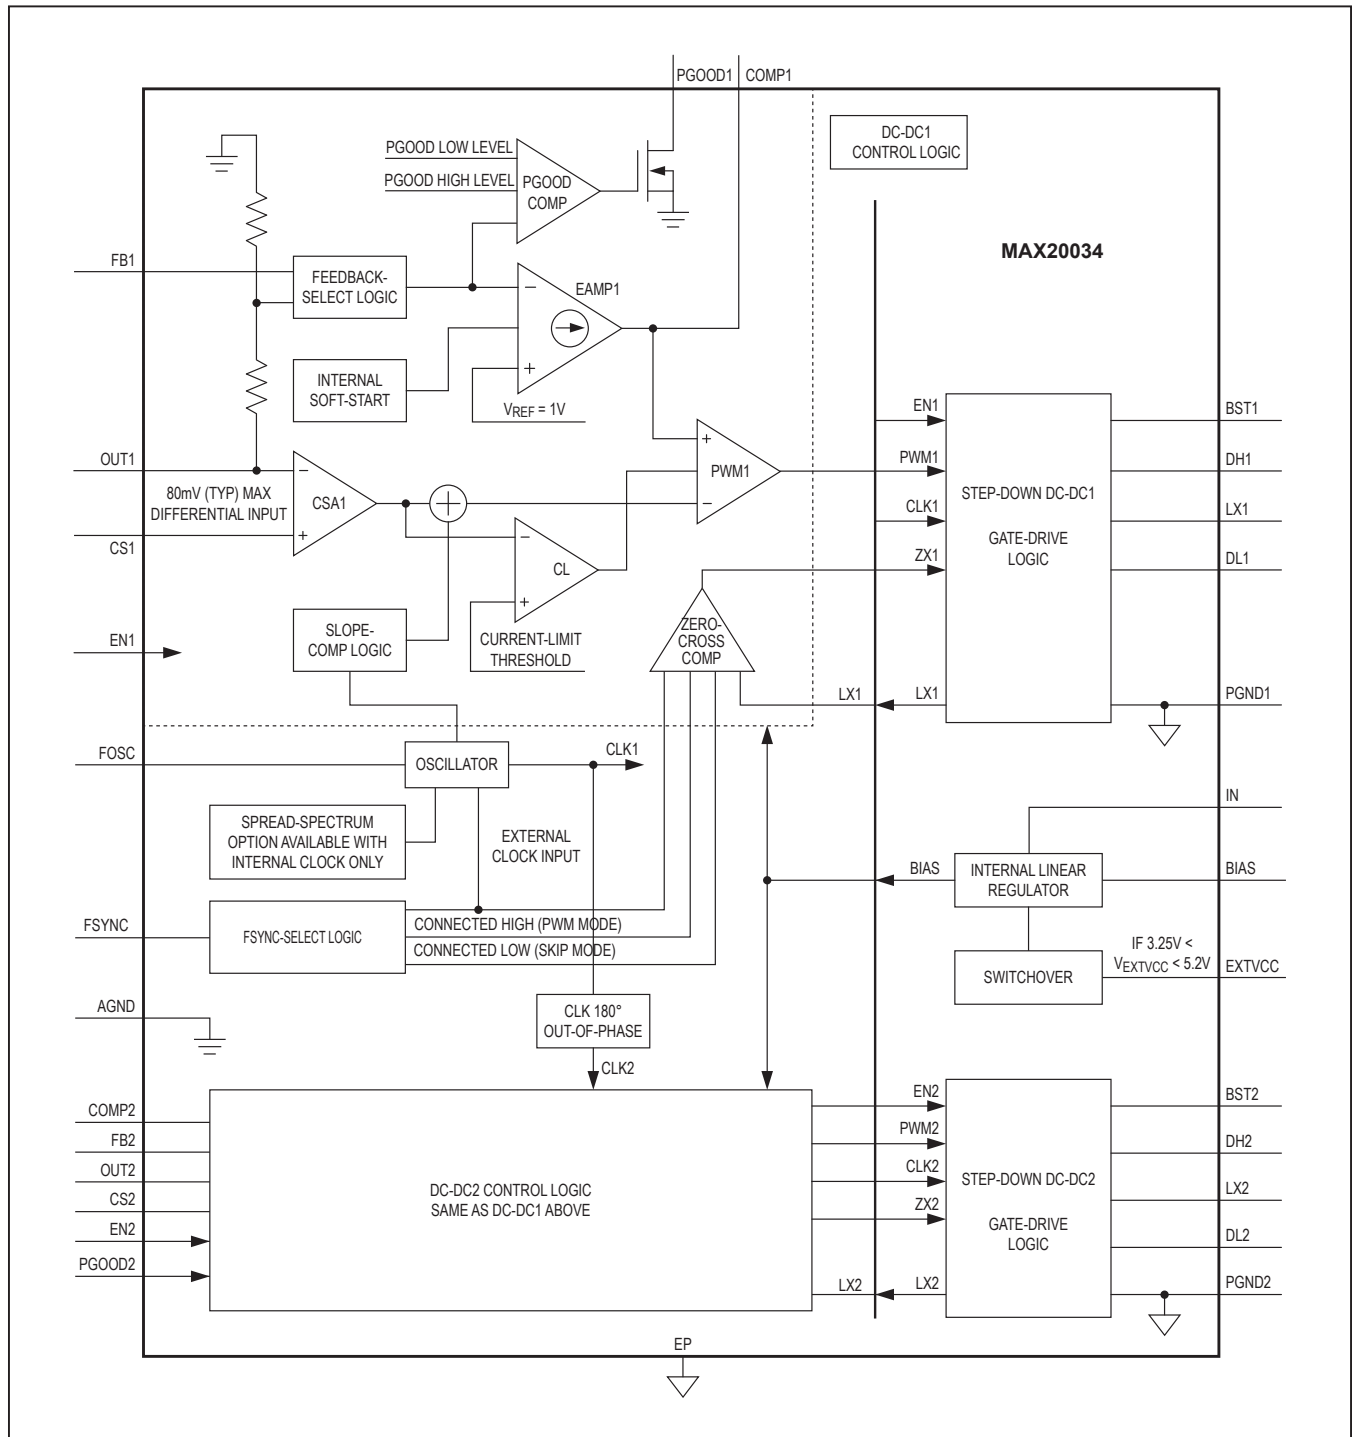 PGOOD1 COMP1
DC-DC1
CONTROL LOGIC
PGOOD LOW LEVEL
PGOOD HIGH LEVEL
PGOOD
COMP
MAX20034
FB1
FEEDBACK-
SELECT LOGIC
EAMP1
−
+
INTERNAL
SOFT-START
VREF = 1V
OUT1
80mV (TYP) MAX
DIFFERENTIAL INPUT
CS1
−
CSA1
+
+
−
CL
+
CURRENT-LIMIT
THRESHOLD
+
PWM1
−
EN1
PWM1
CLK1
ZX1
STEP-DOWN DC-DC1
GATE-DRIVE
LOGIC
BST1
DH1
LX1
DL1
EN1
SLOPE-
COMP LOGIC
ZERO-
CROSS
COMP
LX1
LX1
PGND1
FOSC
OSCILLATOR
CLK1
SPREAD-SPECTRUM
OPTION AVAILABLE WITH
INTERNAL CLOCK ONLY
EXTERNAL
CLOCK INPUT
IN
BIAS
INTERNAL LINEAR
REGULATOR
BIAS
FSYNC
FSYNC-SELECT LOGIC
CONNECTED HIGH (PWM MODE)
CONNECTED LOW (SKIP MODE)
SWITCHOVER
IF 3.25V <
VEXTVCC < 5.2V
EXTVCC
AGND
CLK 180°
OUT-OF-PHASE
CLK2
COMP2
FB2
OUT2
CS2
EN2
PGOOD2
DC-DC2 CONTROL LOGIC
SAME AS DC-DC1 ABOVE
EN2
PWM2
CLK2
ZX2
LX2
LX2
STEP-DOWN DC-DC2
GATE-DRIVE
LOGIC
BST2
DH2
LX2
DL2
PGND2
EP